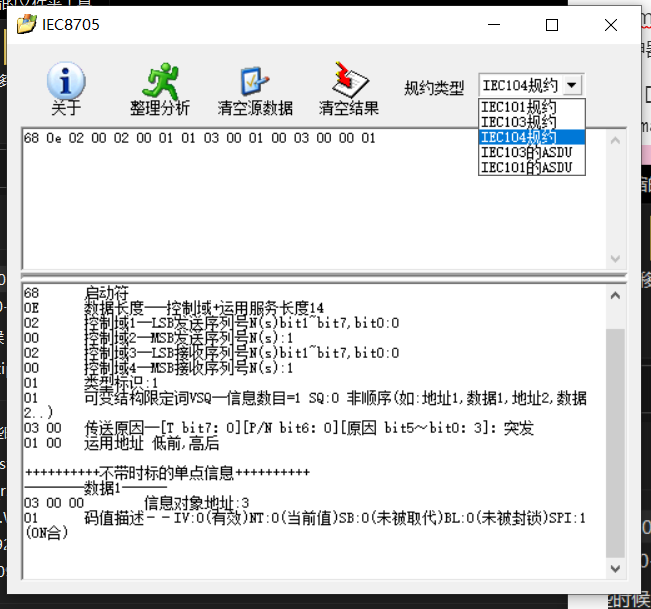 IEC8705
关于
整理分析
清空源数据
清空结果
规约类型
IEC104规约
IEC101规约
IEC103规约
IEC104规约
IEC103的ASDU
IEC101的ASDU
68 0e 02 00 02 00 01 01 03 00 01 00 03 00 00 01
68 启动符
0E 数据长度——控制域+运用服务长度14
02 控制域1—LSB发送序列号N(s)bit1~bit7,bit0:0
00 控制域2—MSB发送序列号N(s):1
02 控制域3—LSB接收序列号N(s)bit1~bit7,bit0:0
00 控制域4—MSB接收序列号N(s):1
01 类型标识:1
01 可变结构限定词VSQ—信息数目=1 SQ:0 非顺序(如:地址1,数据1,地址2,数据
2..)
03 00 传送原因—[T bit7: 0][P/N bit6: 0][原因 bit5～bit0: 3]: 突发
01 00 运用地址 低前,高后
++++++++++不带时标的单点信息++++++++++
————数据1————
03 00 00 信息对象地址:3
01 码值描述－－IV:0(有效)NT:0(当前值)SB:0(未被取代)BL:0(未被封锁)SPI:1
(ON合)